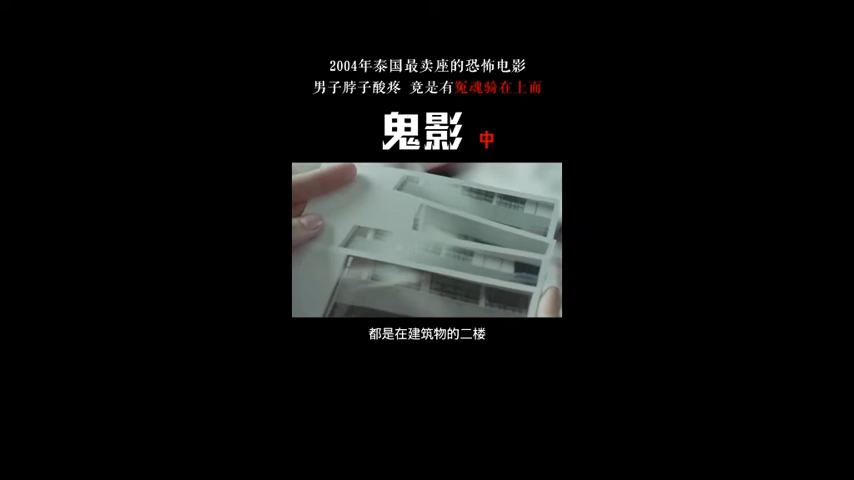 2004年泰国最卖座的恐怖电影
男子脖子酸疼 竟是有冤魂骑在上面
鬼影 中
都是在建筑物的二楼